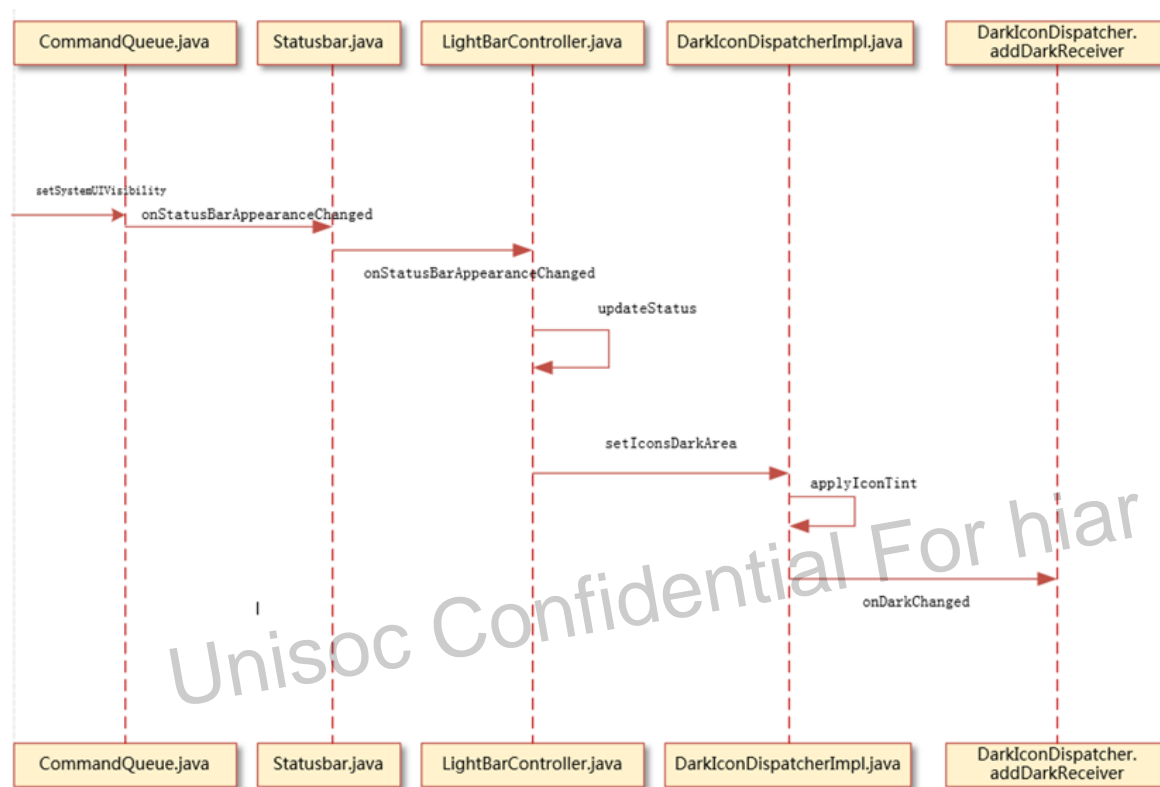 CommandQueue.java
Statusbar.java
LightBarController.java
DarkIconDispatcherImpl.java
DarkIconDispatcher.
addDarkReceiver
setSystemUIVisibility
onStatusBarAppearanceChanged
onStatusBarAppearanceChanged
updateStatus
setIconsDarkArea
applyIconTint
onDarkChanged
Unisoc Confidential For hiar
CommandQueue.java
Statusbar.java
LightBarController.java
DarkIconDispatcherImpl.java
DarkIconDispatcher.
addDarkReceiver